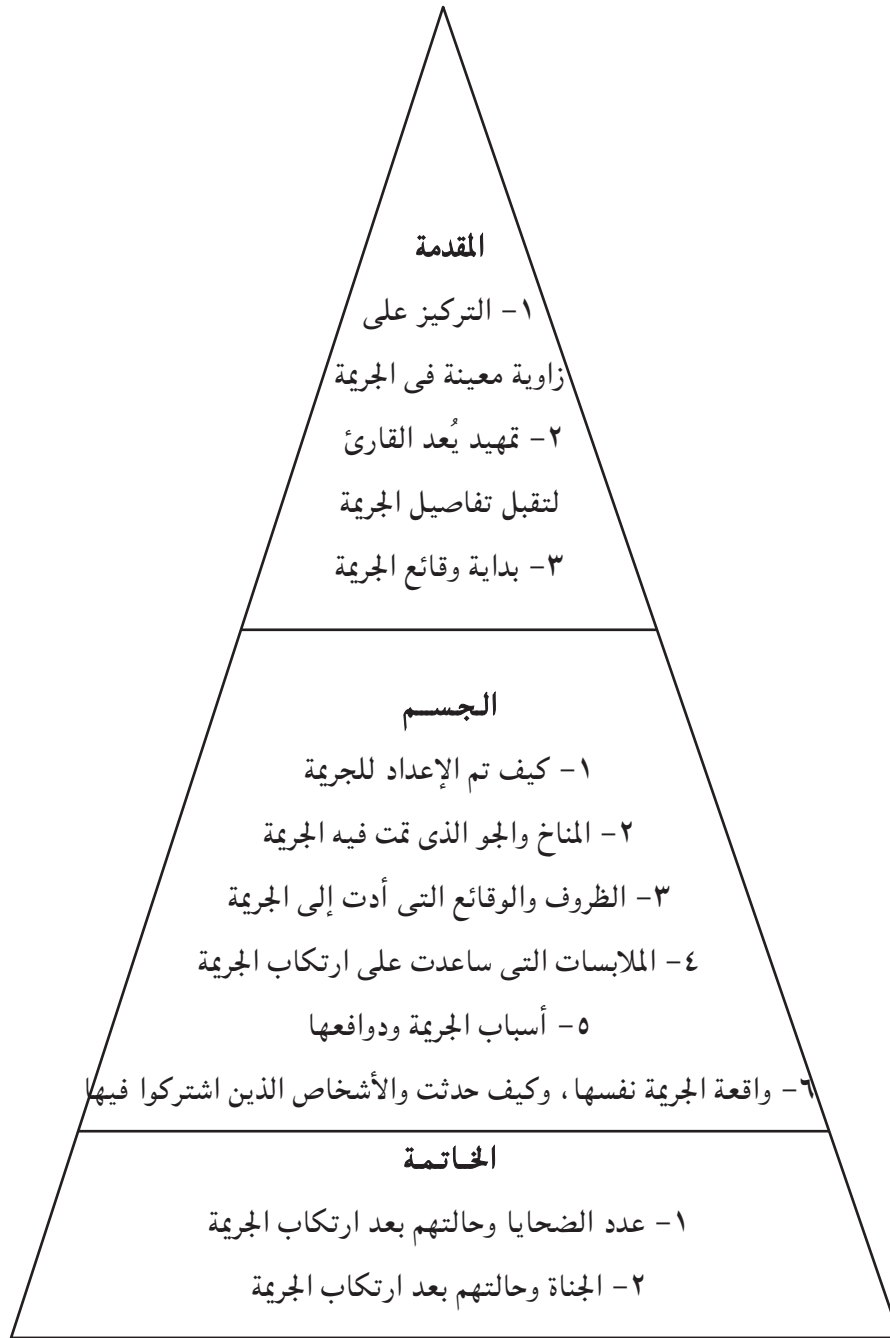 المقدمة
١- التركيز على
زاوية معينة فى الجريمة
٢- تمهيد يُعد القارئ
لتقبل تفاصيل الجريمة
٣- بداية وقائع الجريمة
الـجـسـم
١- كيف تم الإعداد للجريمة
٢- المناخ والجو الذى تمت فيه الجريمة
٣- الظروف والوقائع التى أدت إلى الجريمة
٤- الملابسات التى ساعدت على ارتكاب الجريمة
٥- أسباب الجريمة ودوافعها
٦- واقعة الجريمة نفسها، وكيف حدثت والأشخاص الذين اشتركوا فيها
الخـاتـمـة
١- عدد الضحايا وحالتهم بعد ارتكاب الجريمة
٢- الجناة وحالتهم بعد ارتكاب الجريمة